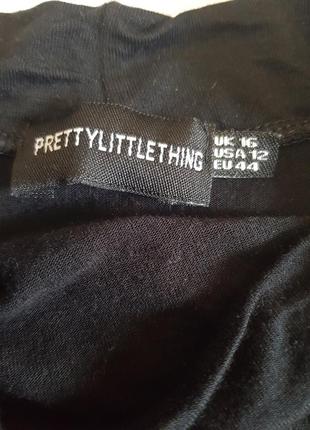 PRETTYLITTLETHING
UK 16
USA 12
EU 44